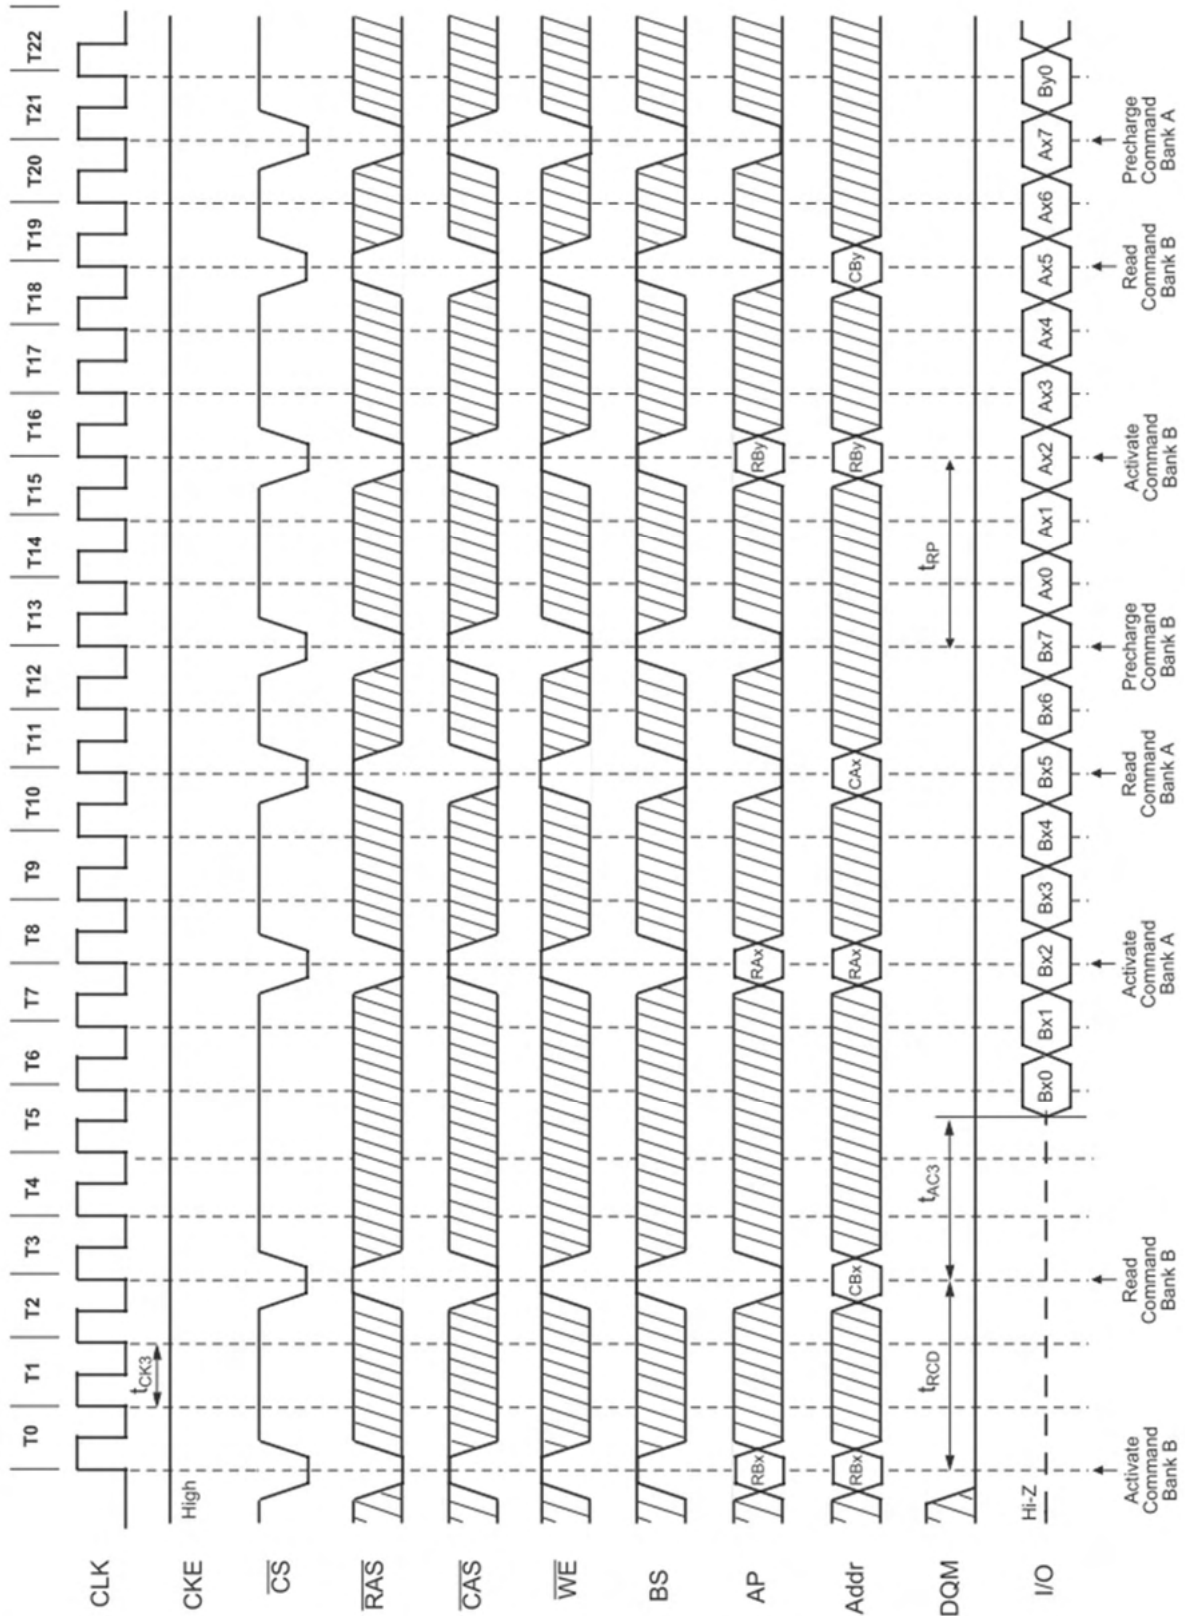 T0 T1 T2 T3 T4 T5 T6 T7 T8 T9 T10 T11 T12 T13 T14 T15 T16 T17 T18 T19 T20 T21 T22
CLK
tCK3
CKE
High
CS
RAS
CAS
WE
BS
AP
RBx RAx RBy
Addr
RBx CBx RAx CAx RBy CBy
DQM
tRCD tAC3 tRP
I/O
Hi-Z
Bx0 Bx1 Bx2 Bx3 Bx4 Bx5 Bx6 Bx7 Ax0 Ax1 Ax2 Ax3 Ax4 Ax5 Ax6 Ax7 By0
Activate
Command
Bank B
Read
Command
Bank B
Activate
Command
Bank A
Read
Command
Bank A
Precharge
Command
Bank B
Activate
Command
Bank B
Read
Command
Bank B
Precharge
Command
Bank A